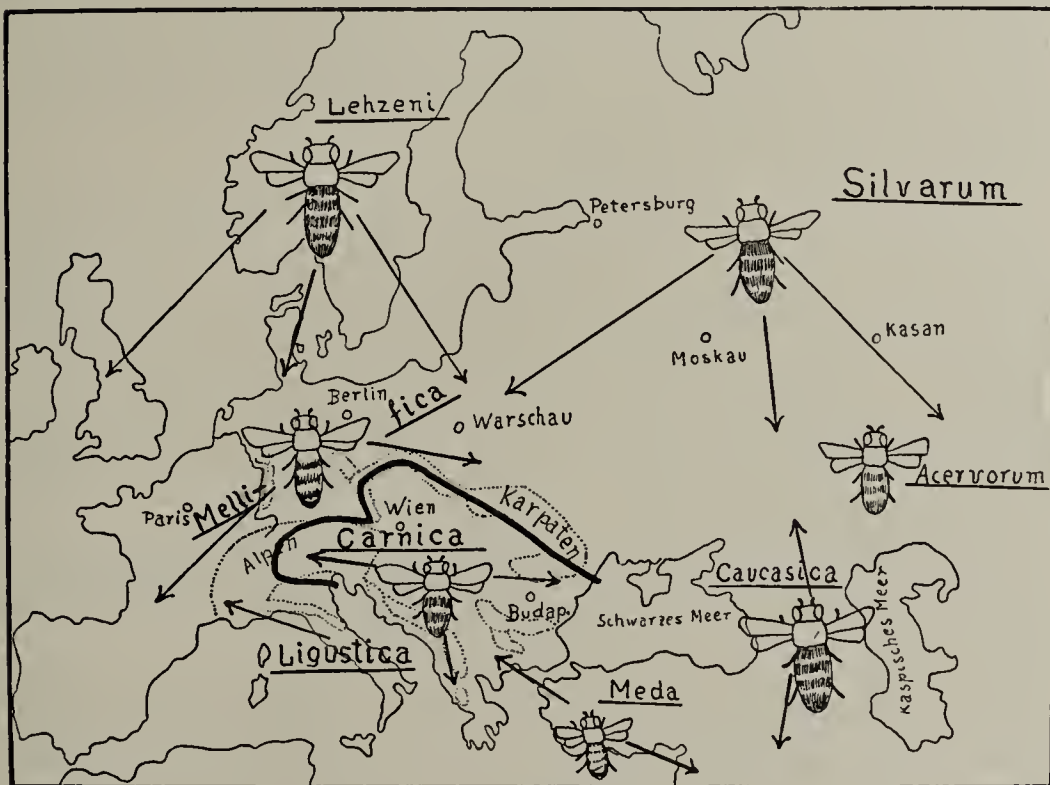 Lehzeni
Silvarum
Petersburg
Moskau
Kasan
Berlin
Melli-
fica
Warschau
Acervorum
Paris
Wien
Karpaten
Alpen
Carnica
Caucasica
Budap.
Schwarzes Meer
Kaspisches Meer
Ligustica
Meda